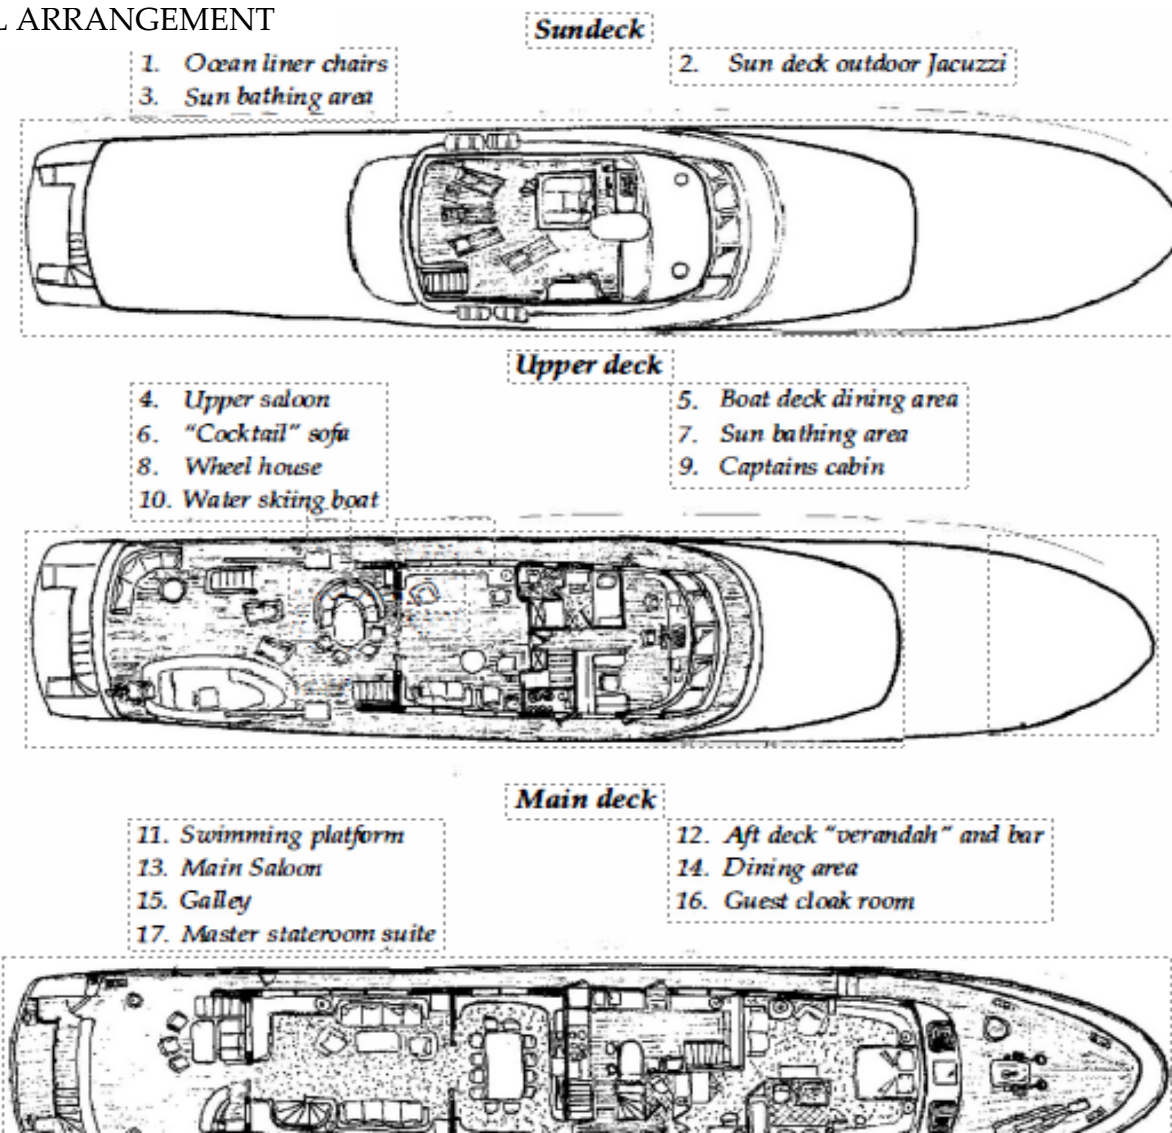 L ARRANGEMENT
Sundeck
1. Ocean liner chairs
2. Sun deck outdoor Jacuzzi
3. Sun bathing area
Upper deck
4. Upper saloon
5. Boat deck dining area
6. "Cocktail" sofa
7. Sun bathing area
8. Wheel house
9. Captains cabin
10. Water skiing boat
Main deck
11. Swimming platform
12. Aft deck "verandah" and bar
13. Main Saloon
14. Dining area
15. Galley
16. Guest cloak room
17. Master stateroom suite